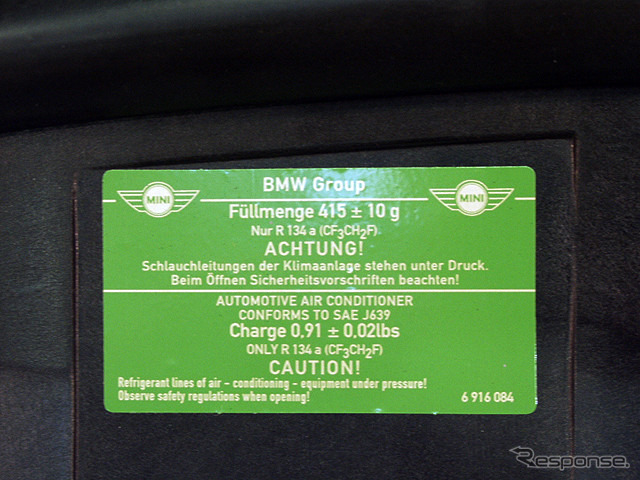 BMW Group
MINI
MINI
Füllmenge 415 ± 10 g
Nur R 134 a (CF3CH2F)
ACHTUNG!
Schlauchleitungen der Klimaanlage stehen unter Druck.
Beim Öffnen Sicherheitsvorschriften beachten!
AUTOMOTIVE AIR CONDITIONER
CONFORMS TO SAE J639
Charge 0,91 ± 0,02lbs
ONLY R 134 a (CF3CH2F)
CAUTION!
Refrigerant lines of air – conditioning – equipment under pressure!
Observe safety regulations when opening!
6 916 084
Response.